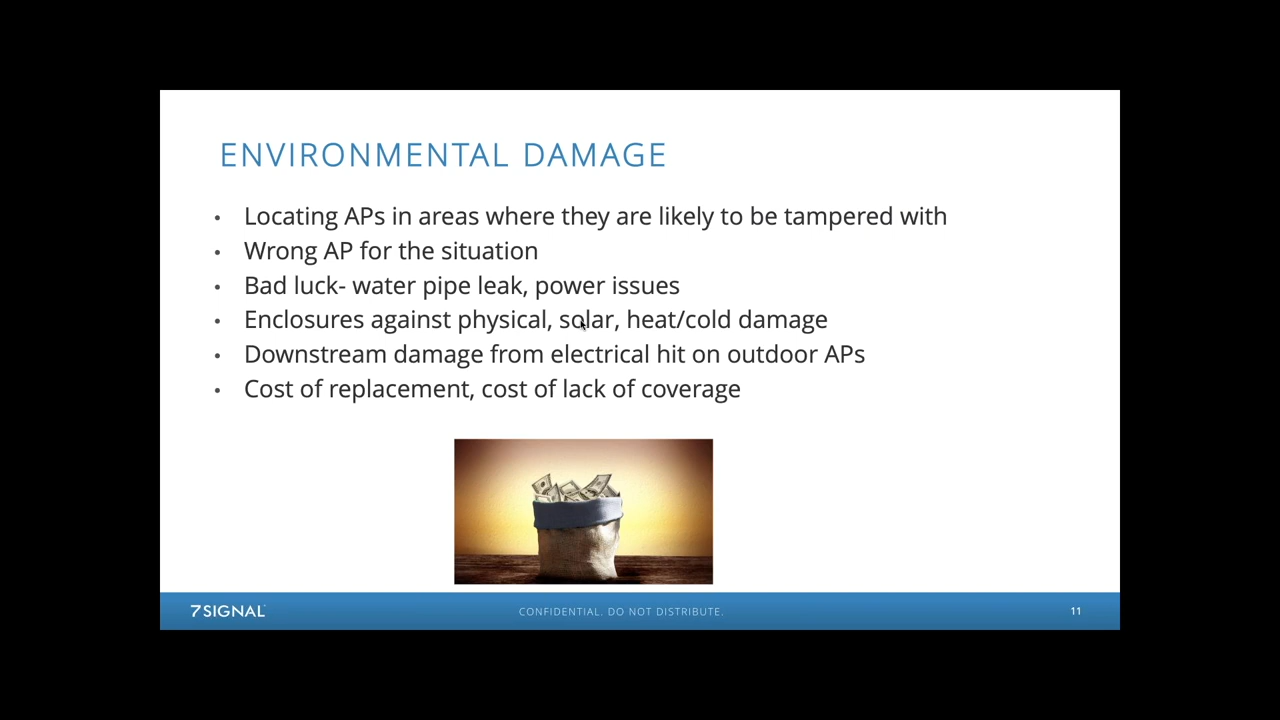 ENVIRONMENTAL DAMAGE
• Locating APs in areas where they are likely to be tampered with
• Wrong AP for the situation
• Bad luck- water pipe leak, power issues
• Enclosures against physical, solar, heat/cold damage
• Downstream damage from electrical hit on outdoor APs
• Cost of replacement, cost of lack of coverage
7SIGNAL
CONFIDENTIAL. DO NOT DISTRIBUTE.
11